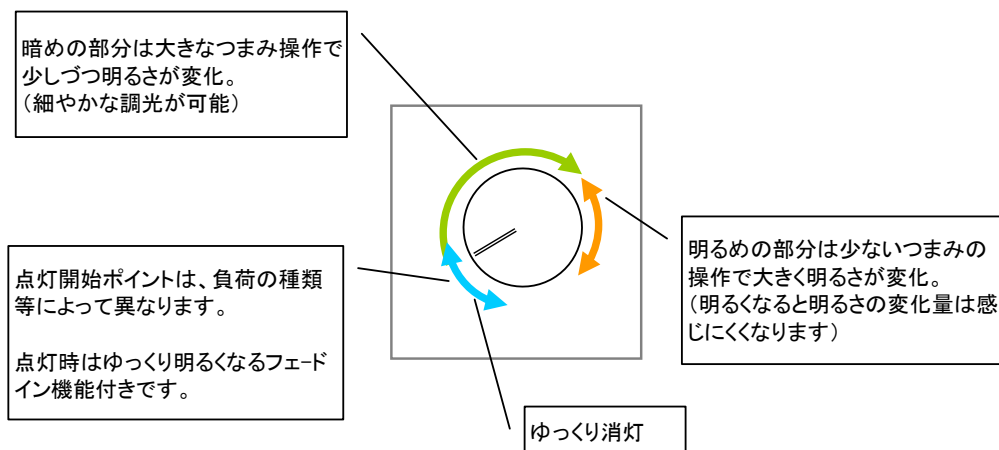 暗めの部分は大きなつまみ操作で
少しづつ明るさが変化。
（細やかな調光が可能）
明るめの部分は少ないつまみの
操作で大きく明るさが変化。
（明るくなると明るさの変化量は感
じにくくなります）
点灯開始ポイントは、負荷の種類
等によって異なります。
点灯時はゆっくり明るくなるフェード
イン機能付きです。
ゆっくり消灯